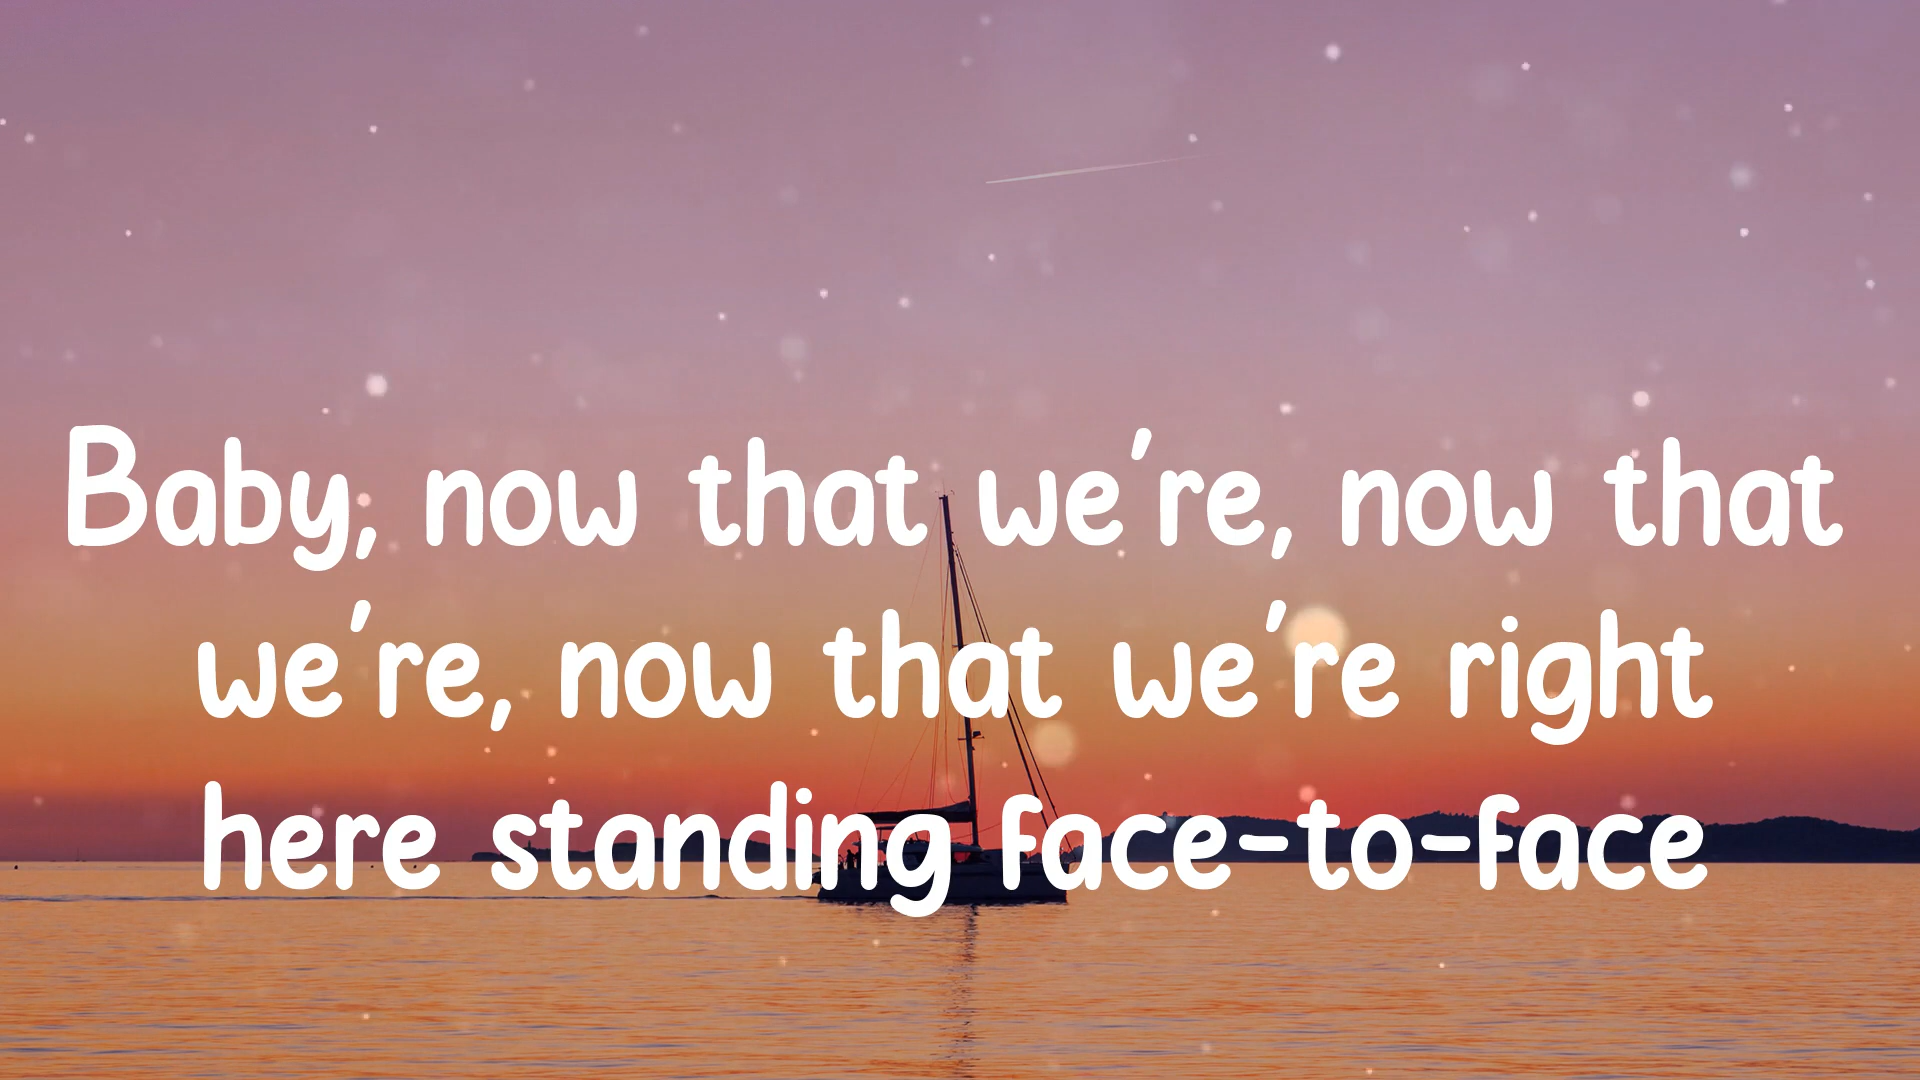 Baby, now that we're, now that
we're, now that we're right
here standing face-to-face